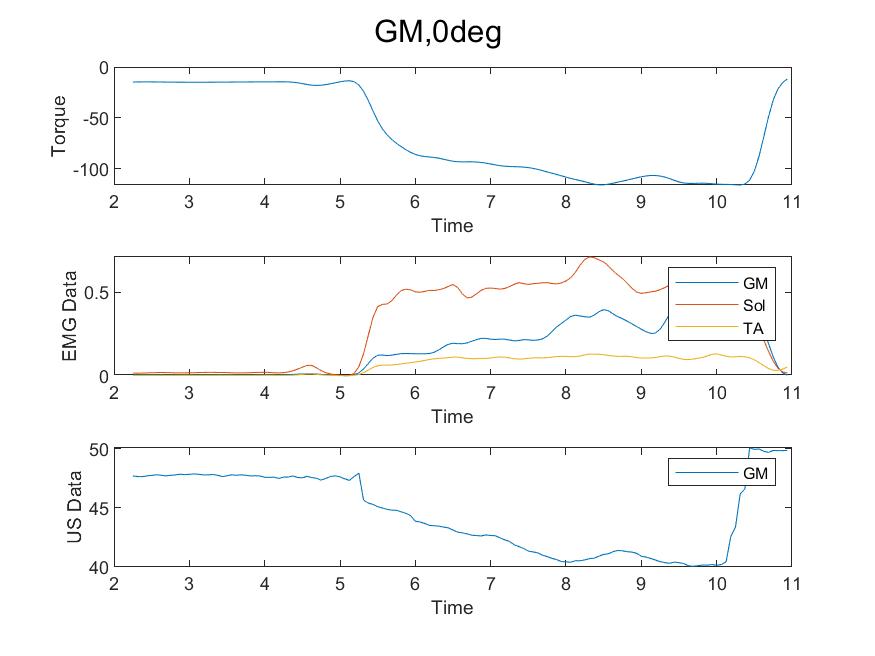 GM,0deg
0
-50
-100
Torque
2 3 4 5 6 7 8 9 10 11
Time
0.5
0
EMG Data
GM
Sol
TA
2 3 4 5 6 7 8 9 10 11
Time
50
45
40
US Data
GM
2 3 4 5 6 7 8 9 10 11
Time